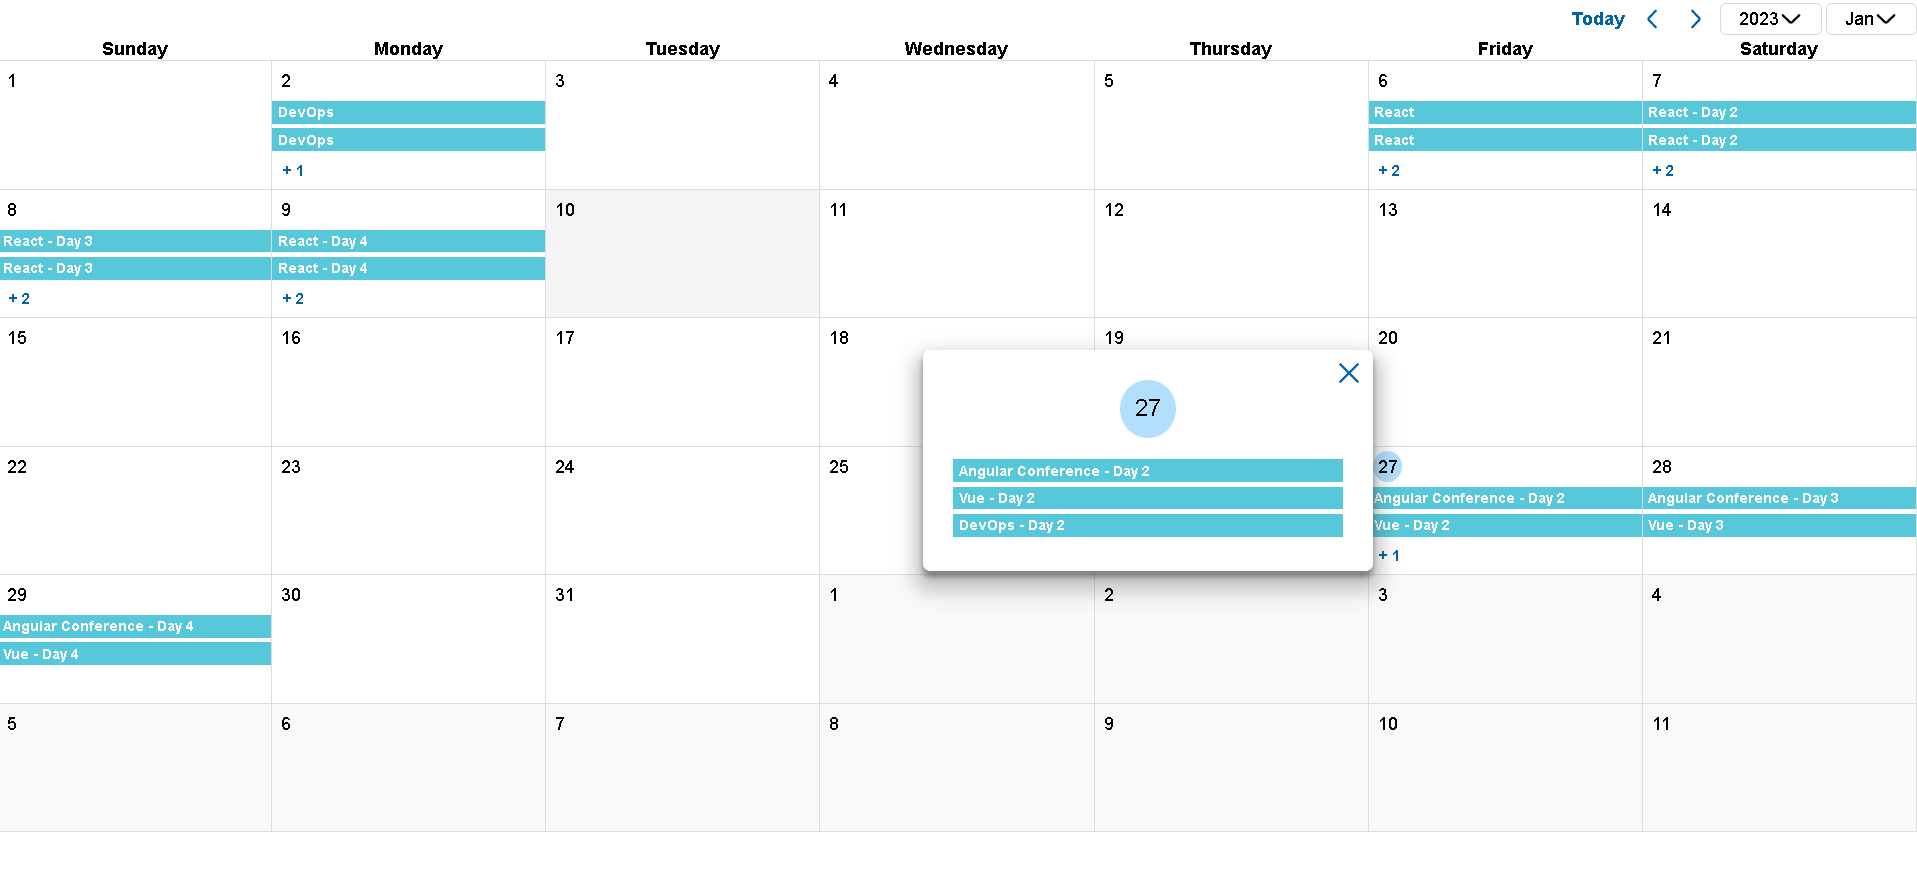 Today 2023 Jan
Sunday Monday Tuesday Wednesday Thursday Friday Saturday
1 2 3 4 5 6 7
DevOps React React - Day 2
DevOps React React - Day 2
+ 1 + 2 + 2
8 9 10 11 12 13 14
React - Day 3 React - Day 4
React - Day 3 React - Day 4
+ 2 + 2
15 16 17 18 19 20 21
27
22 23 24 25 27 28
Angular Conference - Day 2
Vue - Day 2
DevOps - Day 2
Angular Conference - Day 2 Angular Conference - Day 3
Vue - Day 2 Vue - Day 3
+ 1
29 30 31 1 2 3 4
Angular Conference - Day 4
Vue - Day 4
5 6 7 8 9 10 11